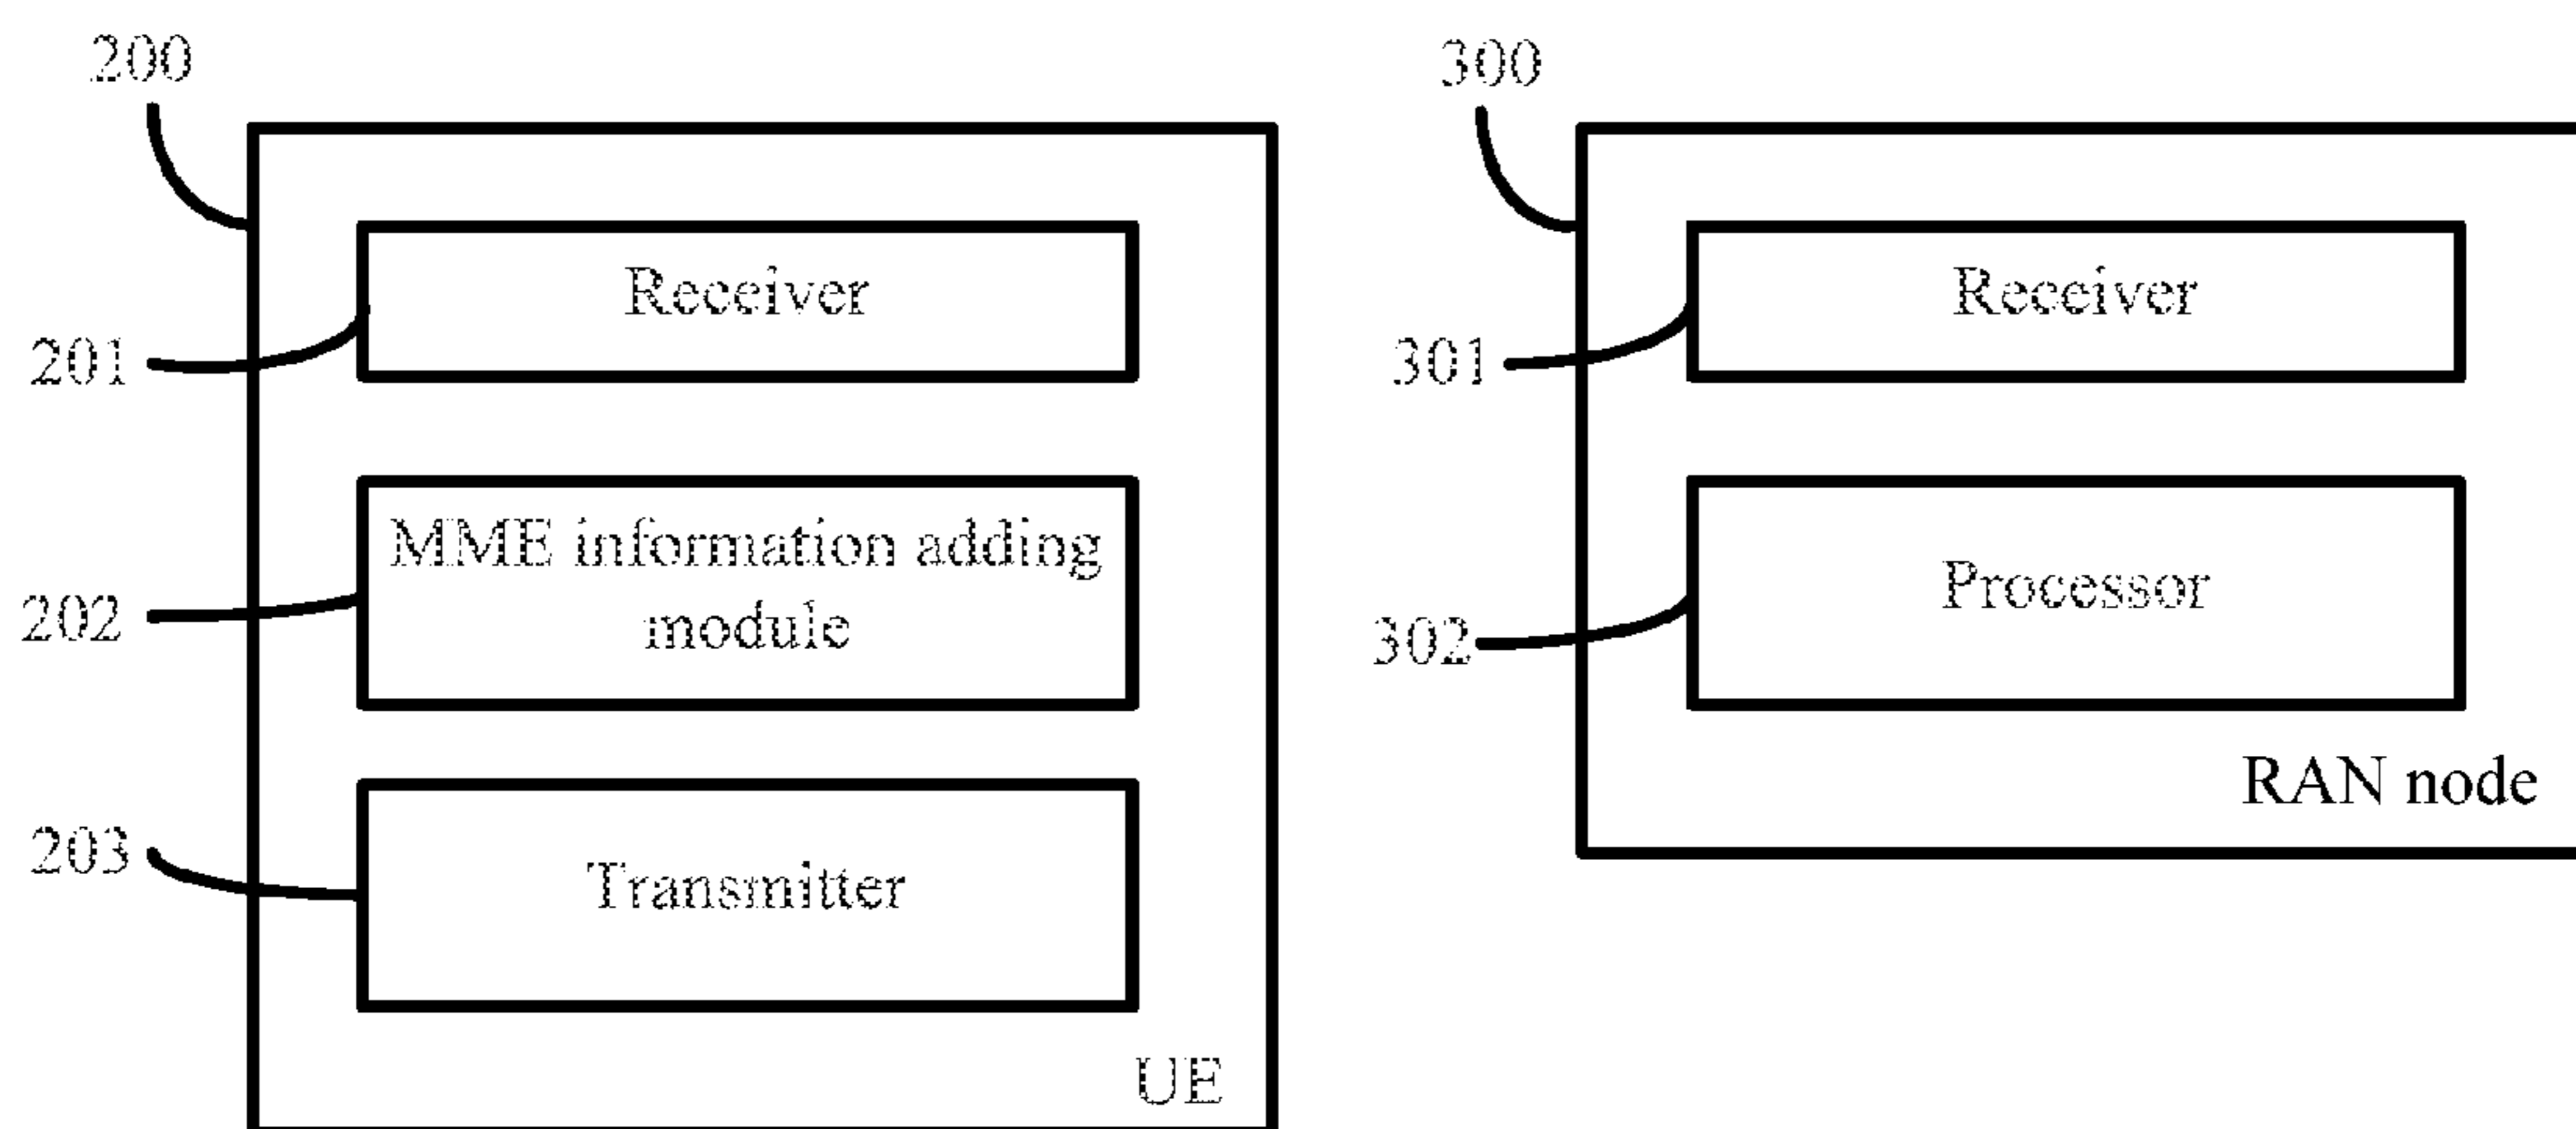 200
Receiver
201
MME information adding
module
202
Transmitter
203
UE
300
Receiver
301
Processor
302
RAN node